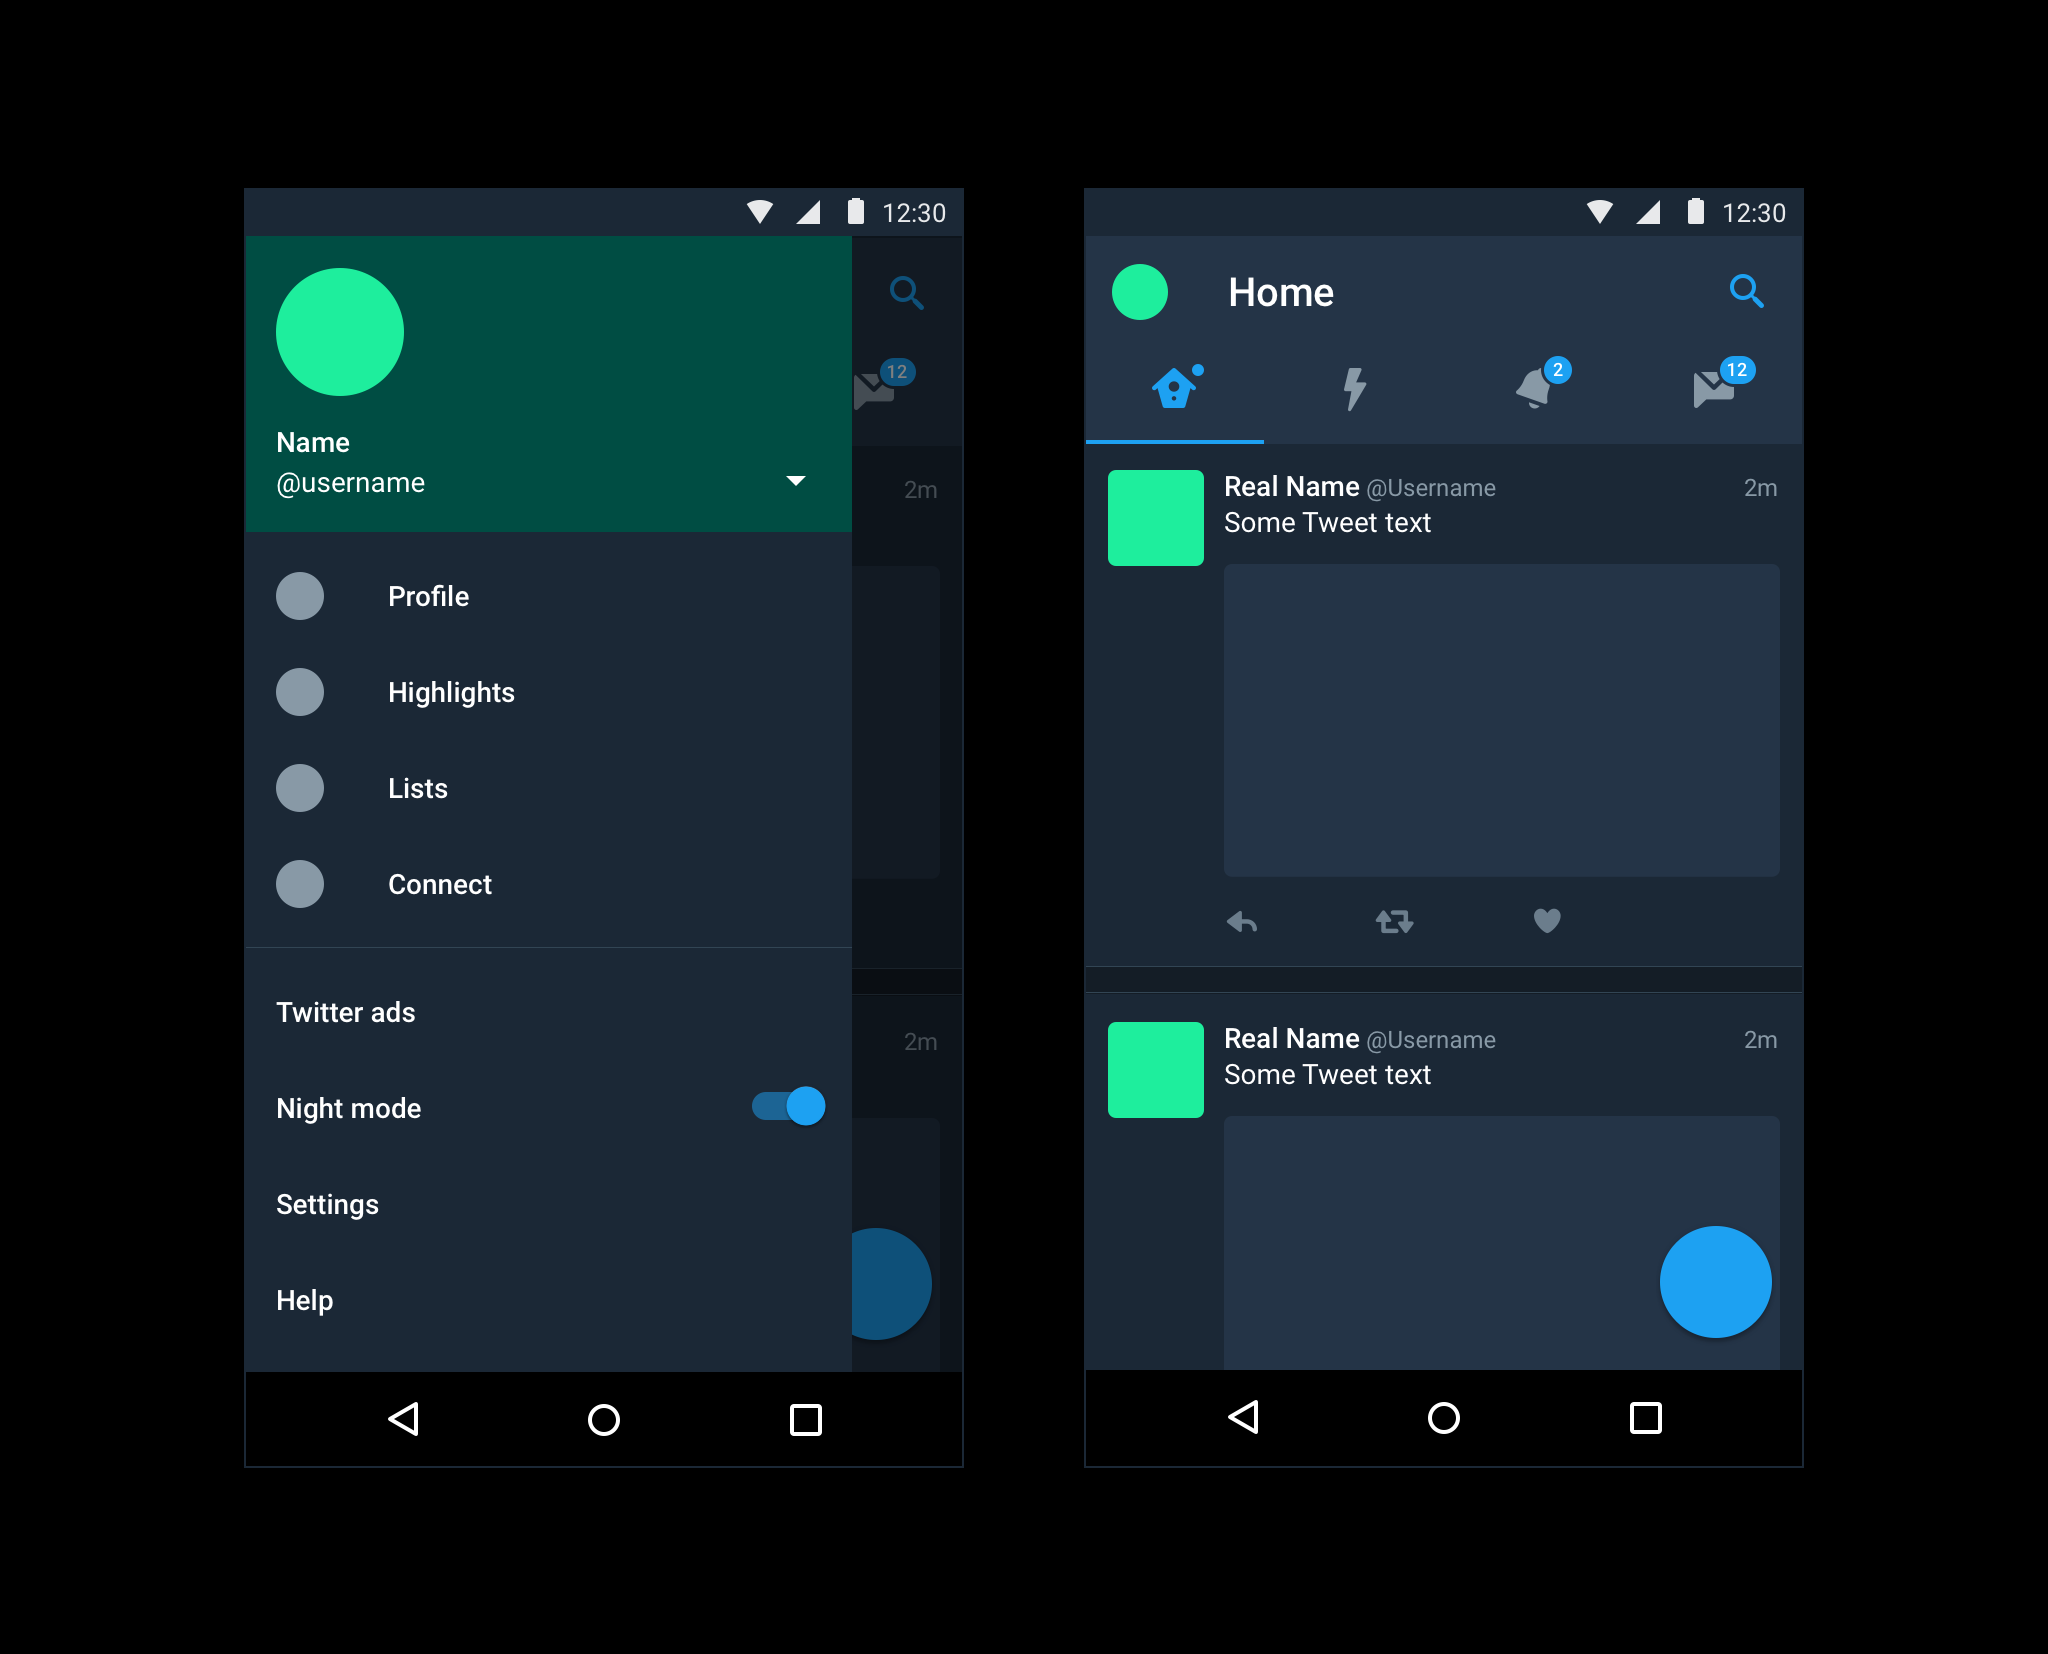 12:30
12
Name
@username
2m
Profile
Highlights
Lists
Connect
Twitter ads
2m
Night mode
Settings
Help
12:30
Home
2
12
Real Name @Username 2m
Some Tweet text
Real Name @Username 2m
Some Tweet text